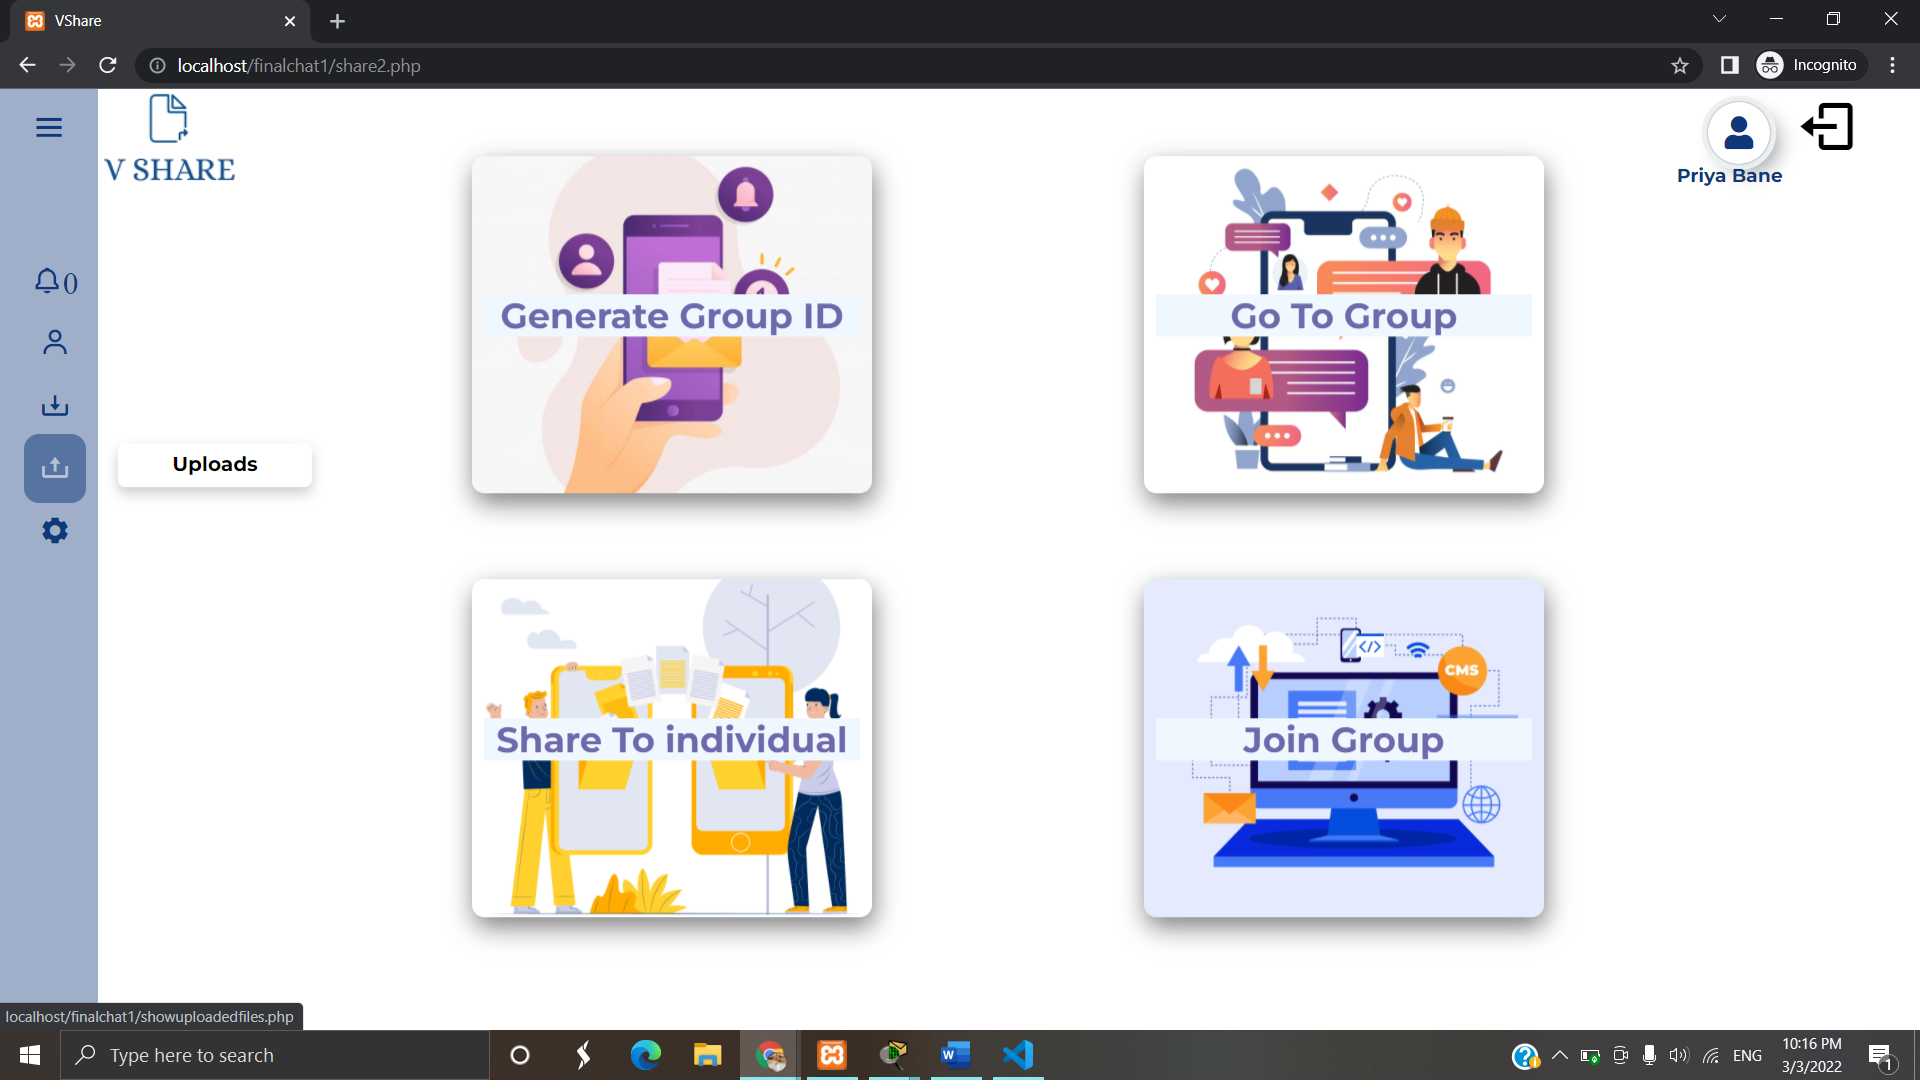 VShare
localhost/finalchat1/share2.php
Incognito
V SHARE
Priya Bane
0
Generate Group ID
Go To Group
Uploads
Share To individual
CMS
</>
Join Group
localhost/finalchat1/showuploadedfiles.php
Type here to search
W
ENG
10:16 PM
3/3/2022
1